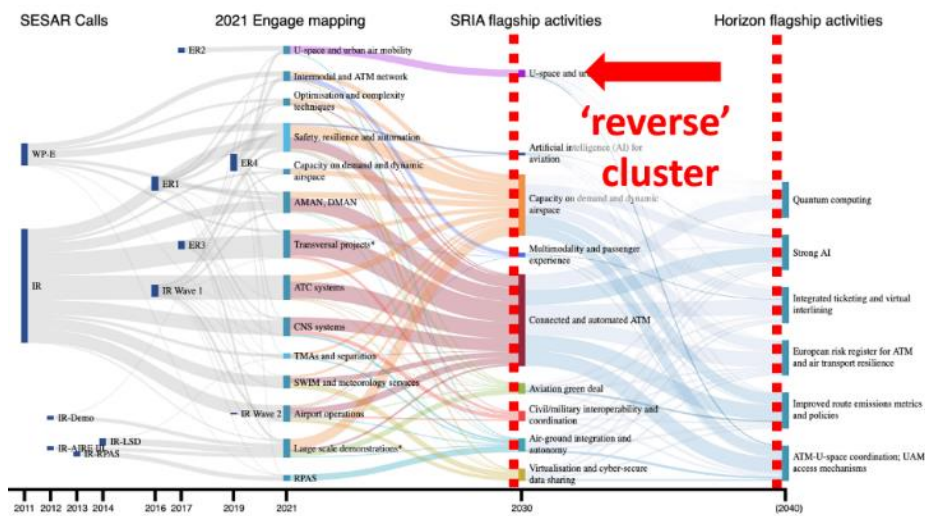 SESAR Calls
2021 Engage mapping
SRIA flagship activities
Horizon flagship activities
WP-E
IR
IR-Demo
IR-AIRE III
IR-RPAS
IR-LSD
ER1
IR Wave 1
ER2
ER3
ER4
IR Wave 2
U-space and urban air mobility
Intermodal and ATM network
Optimisation and complexity
techniques
Safety, resilience and automation
Capacity on demand and dynamic
airspace
AMAN, DMAN
Transversal projects*
ATC systems
CNS systems
TMAs and separation
SWIM and meteorology services
Airport operations
Large scale demonstrations*
RPAS
U-space and
Artificial intelligence (AI) for
aviation
Capacity on demand and dynamic
airspace
Multimodality and passenger
experience
Connected and automated ATM
Aviation green deal
Civil/military interoperability and
coordination
Air-ground integration and
autonomy
Virtualisation and cyber-secure
data sharing
'reverse'
cluster
Quantum computing
Strong AI
Integrated ticketing and virtual
interlining
European risk register for ATM
and air transport resilience
Improved route emissions metrics
and policies
ATM-U-space coordination; UAM
access mechanisms
2011 2012 2013 2014 2016 2017 2019 2021 2030 (2040)